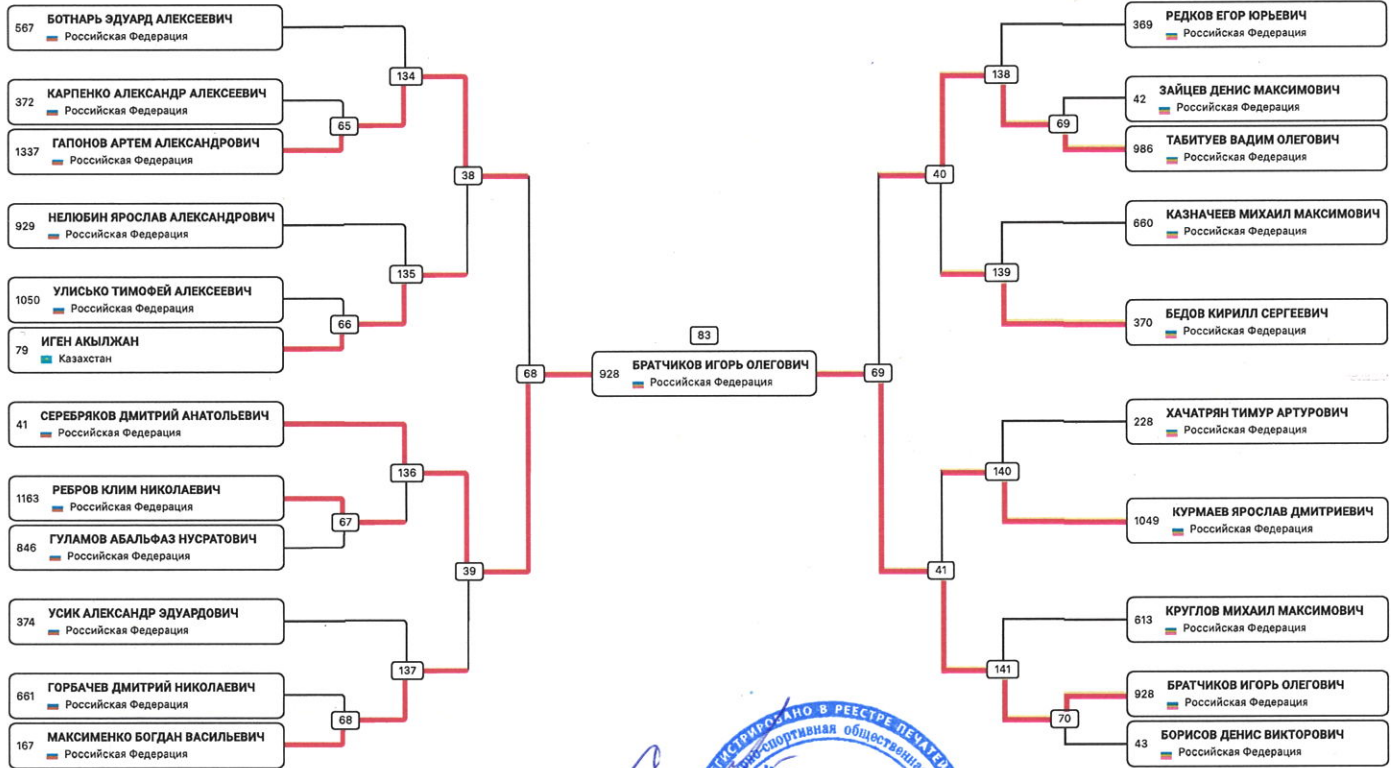 567 БОТНАРЬ ЭДУАРД АЛЕКСЕЕВИЧ
Российская Федерация
134
372 КАРПЕНКО АЛЕКСАНДР АЛЕКСЕЕВИЧ
Российская Федерация
65
1337 ГАПОНОВ АРТЕМ АЛЕКСАНДРОВИЧ
Российская Федерация
38
929 НЕЛЮБИН ЯРОСЛАВ АЛЕКСАНДРОВИЧ
Российская Федерация
135
1050 УЛИСЬКО ТИМОФЕЙ АЛЕКСЕЕВИЧ
Российская Федерация
66
79 ИГЕН АКЫЛЖАН
Казахстан
68
41 СЕРЕБРЯКОВ ДМИТРИЙ АНАТОЛЬЕВИЧ
Российская Федерация
136
1163 РЕБРОВ КЛИМ НИКОЛАЕВИЧ
Российская Федерация
67
846 ГУЛАМОВ АБАЛЬФАЗ НУСРАТОВИЧ
Российская Федерация
39
374 УСИК АЛЕКСАНДР ЭДУАРДОВИЧ
Российская Федерация
137
661 ГОРБАЧЕВ ДМИТРИЙ НИКОЛАЕВИЧ
Российская Федерация
68
167 МАКСИМЕНКО БОГДАН ВАСИЛЬЕВИЧ
Российская Федерация
83
928 БРАТЧИКОВ ИГОРЬ ОЛЕГОВИЧ
Российская Федерация
369 РЕДКОВ ЕГОР ЮРЬЕВИЧ
Российская Федерация
138
42 ЗАЙЦЕВ ДЕНИС МАКСИМОВИЧ
Российская Федерация
69
986 ТАБИТУЕВ ВАДИМ ОЛЕГОВИЧ
Российская Федерация
40
660 КАЗНАЧЕЕВ МИХАИЛ МАКСИМОВИЧ
Российская Федерация
139
370 БЕДОВ КИРИЛЛ СЕРГЕЕВИЧ
Российская Федерация
69
228 ХАЧАТРЯН ТИМУР АРТУРОВИЧ
Российская Федерация
140
1049 КУРМАЕВ ЯРОСЛАВ ДМИТРИЕВИЧ
Российская Федерация
41
613 КРУГЛОВ МИХАИЛ МАКСИМОВИЧ
Российская Федерация
141
928 БРАТЧИКОВ ИГОРЬ ОЛЕГОВИЧ
Российская Федерация
70
43 БОРИСОВ ДЕНИС ВИКТОРОВИЧ
Российская Федерация
В РЕЕСТРЕ
спортивная